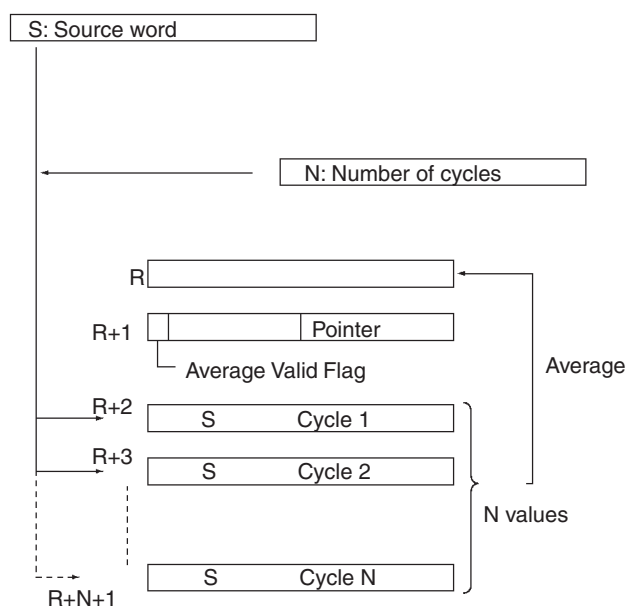 S: Source word
N: Number of cycles
R
R+1 Pointer
Average Valid Flag
Average
R+2 S Cycle 1
R+3 S Cycle 2
N values
S Cycle N
R+N+1